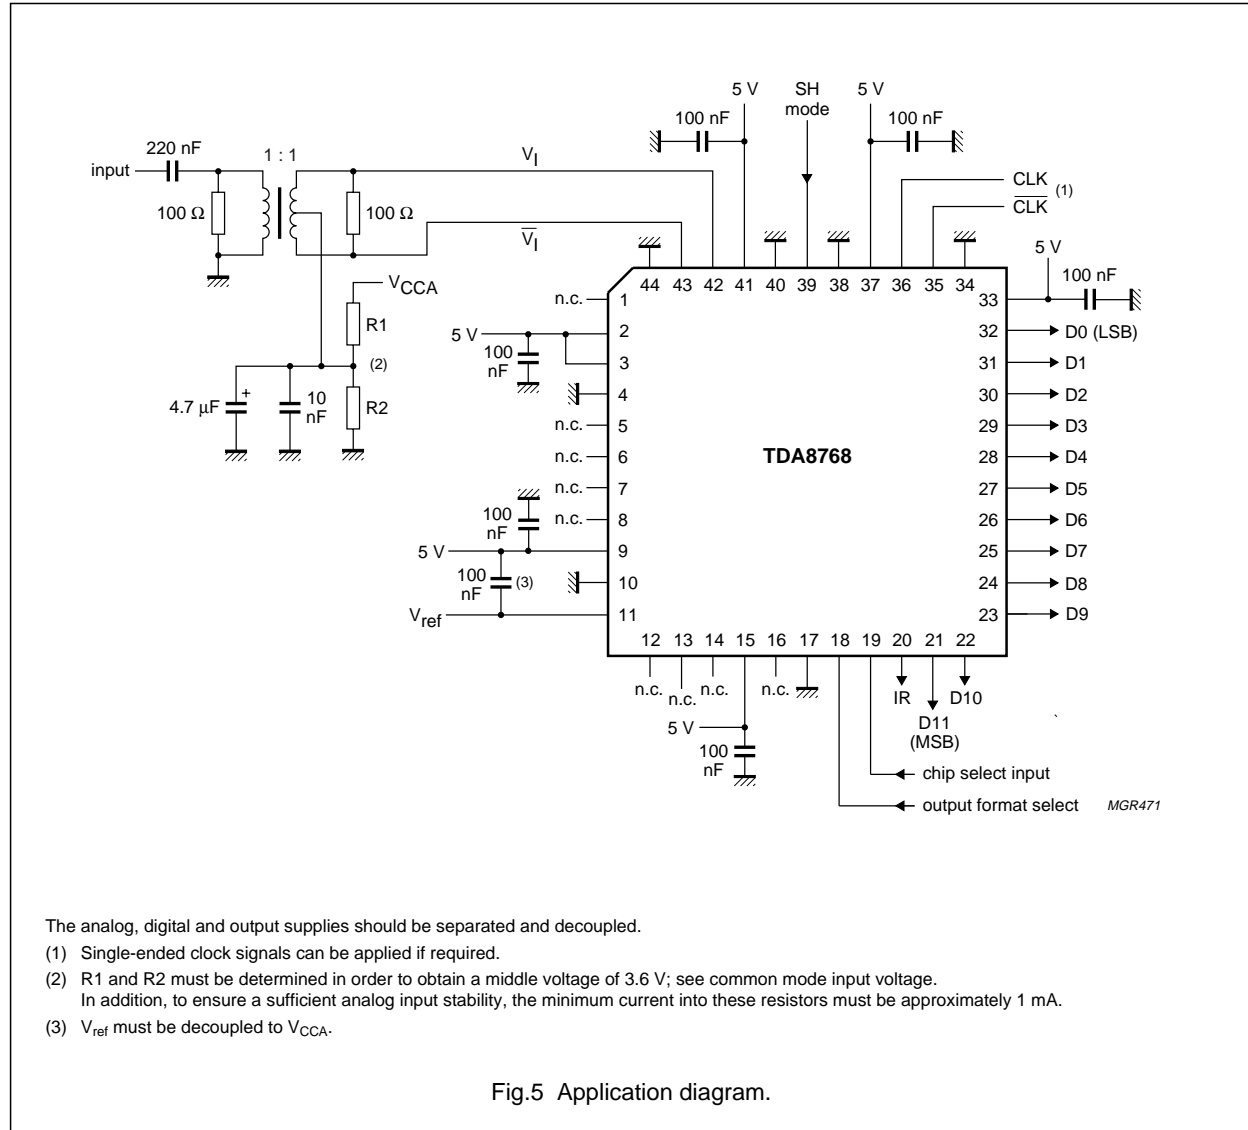 5 V
SH
mode
5 V
100 nF
100 nF
220 nF
1 : 1
input
V_I
100 Ω
100 Ω
V̅_I
CLK
(1)
C̅L̅K̅
5 V
100 nF
V_CCA
R1
(2)
4.7 μF
+
10
nF
R2
44 43 42 41 40 39 38 37 36 35 34
n.c. 1
5 V 2
100
nF
3
4
n.c. 5
n.c. 6
n.c. 7
n.c. 8
100
nF
5 V 9
100
nF
(3)
10
V_ref 11
TDA8768
33
32 D0 (LSB)
31 D1
30 D2
29 D3
28 D4
27 D5
26 D6
25 D7
24 D8
23 D9
12 13 14 15 16 17 18 19 20 21 22
n.c. n.c. n.c. n.c.
IR D10
D11
(MSB)
5 V
100
nF
chip select input
output format select
MGR471
The analog, digital and output supplies should be separated and decoupled.
(1) Single-ended clock signals can be applied if required.
(2) R1 and R2 must be determined in order to obtain a middle voltage of 3.6 V; see common mode input voltage.
In addition, to ensure a sufficient analog input stability, the minimum current into these resistors must be approximately 1 mA.
(3) V_ref must be decoupled to V_CCA.
Fig.5 Application diagram.